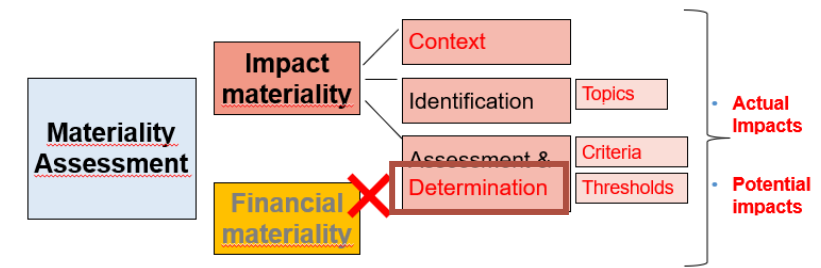 Materiality
Assessment
Impact
materiality
Financial
materiality
Context
Identification
Topics
Assessment &
Determination
Criteria
Thresholds
• Actual
Impacts
• Potential
impacts